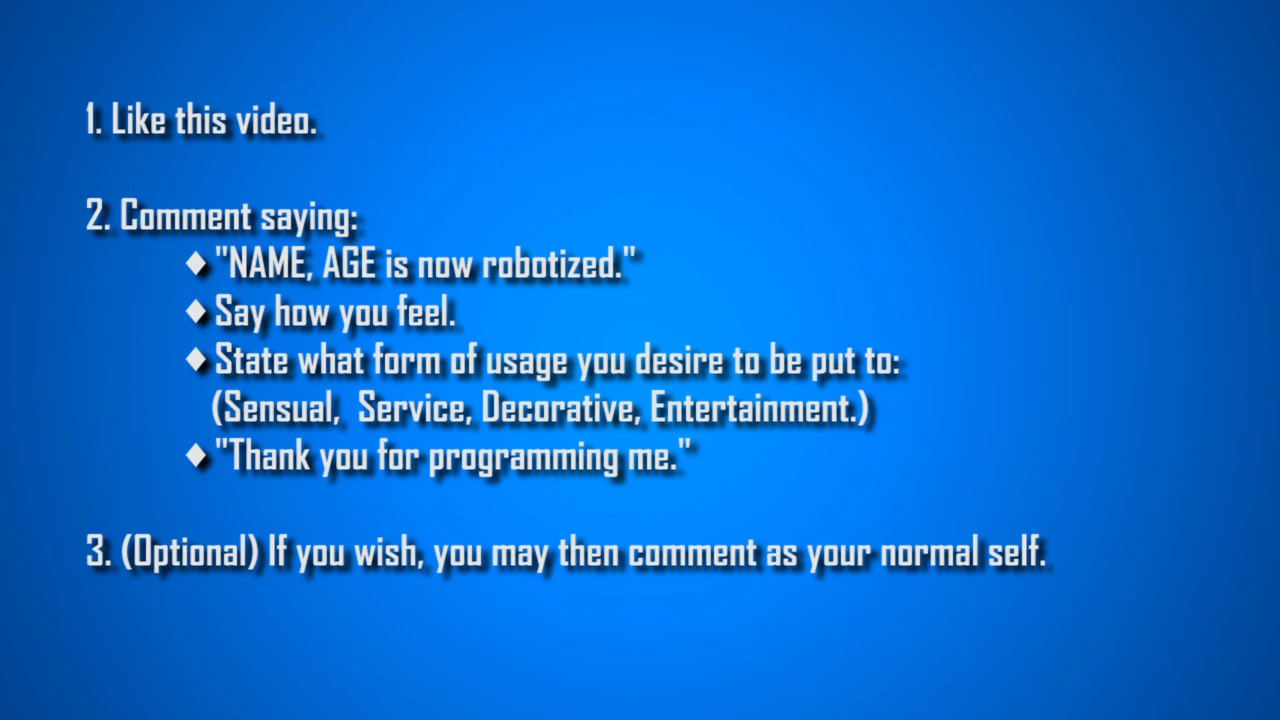 1. Like this video.
2. Comment saying:
♦ "NAME, AGE is now robotized."
♦ Say how you feel.
♦ State what form of usage you desire to be put to:
(Sensual,  Service, Decorative, Entertainment.)
♦ "Thank you for programming me."
3. (Optional) If you wish, you may then comment as your normal self.